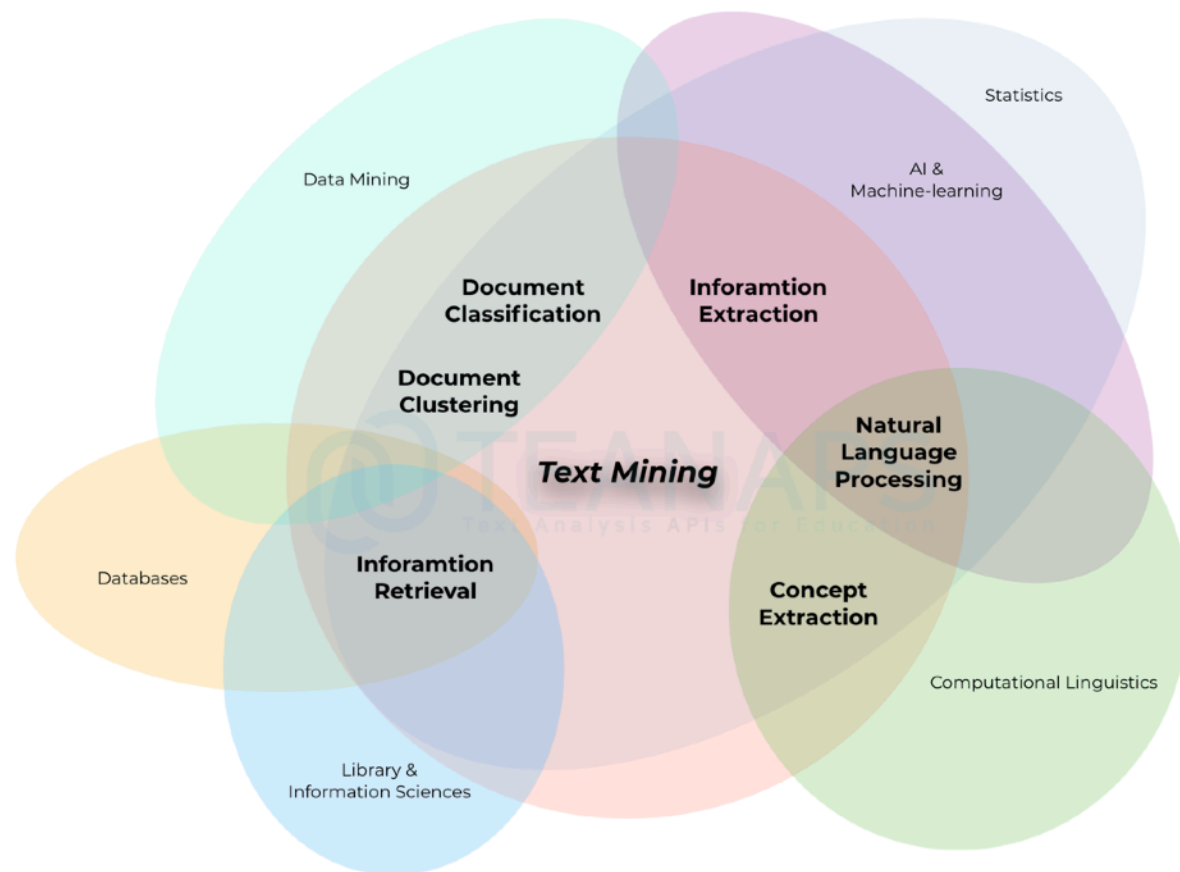 Statistics
Data Mining
AI &
Machine-learning
Document
Classification
Inforamtion
Extraction
Document
Clustering
Natural
Language
Processing
Text Mining
TEANAPS
Text Analysis APIs for Education
Databases
Inforamtion
Retrieval
Concept
Extraction
Computational Linguistics
Library &
Information Sciences